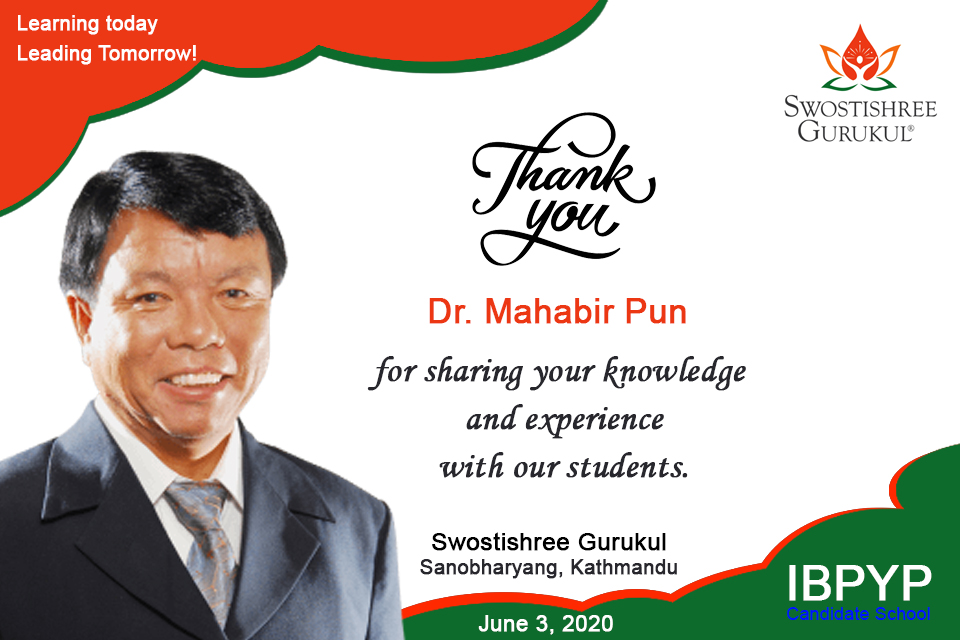 Learning today
Leading Tomorrow!
SWOSTISHREE
GURUKUL®
Thank
you
Dr. Mahabir Pun
for sharing your knowledge
and experience
with our students.
Swostishree Gurukul
Sanobharyang, Kathmandu
IBPYP
Candidate School
June 3, 2020